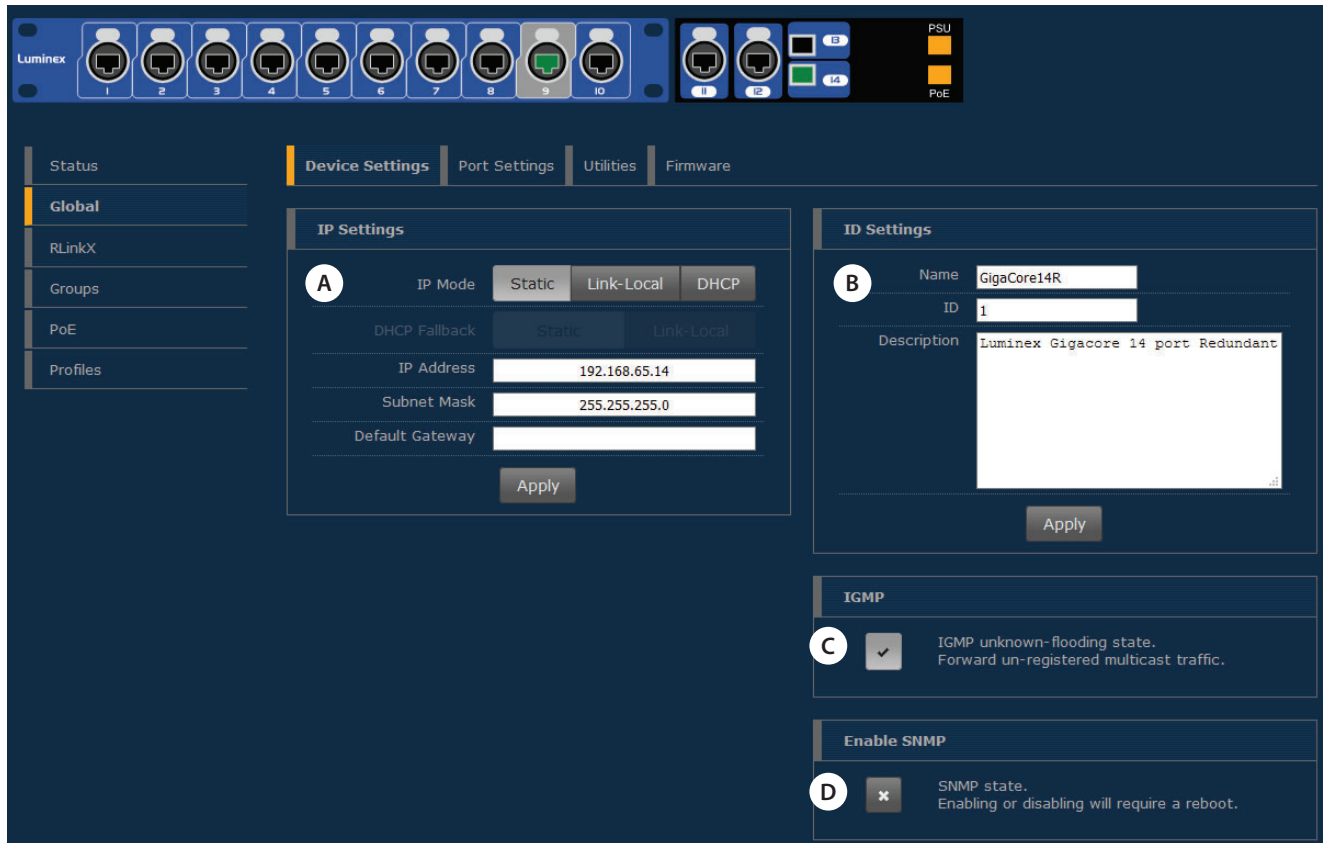 Luminex
1 2 3 4 5 6 7 8 9 10
11 12
13
14
PSU
PoE
Status
Global
RLinkX
Groups
PoE
Profiles
Device Settings Port Settings Utilities Firmware
IP Settings
A
IP Mode Static Link-Local DHCP
DHCP Fallback Static Link-Local
IP Address 192.168.65.14
Subnet Mask 255.255.255.0
Default Gateway
Apply
ID Settings
B
Name GigaCore14R
ID 1
Description Luminex Gigacore 14 port Redundant
Apply
IGMP
C
IGMP unknown-flooding state.
Forward un-registered multicast traffic.
Enable SNMP
D
SNMP state.
Enabling or disabling will require a reboot.